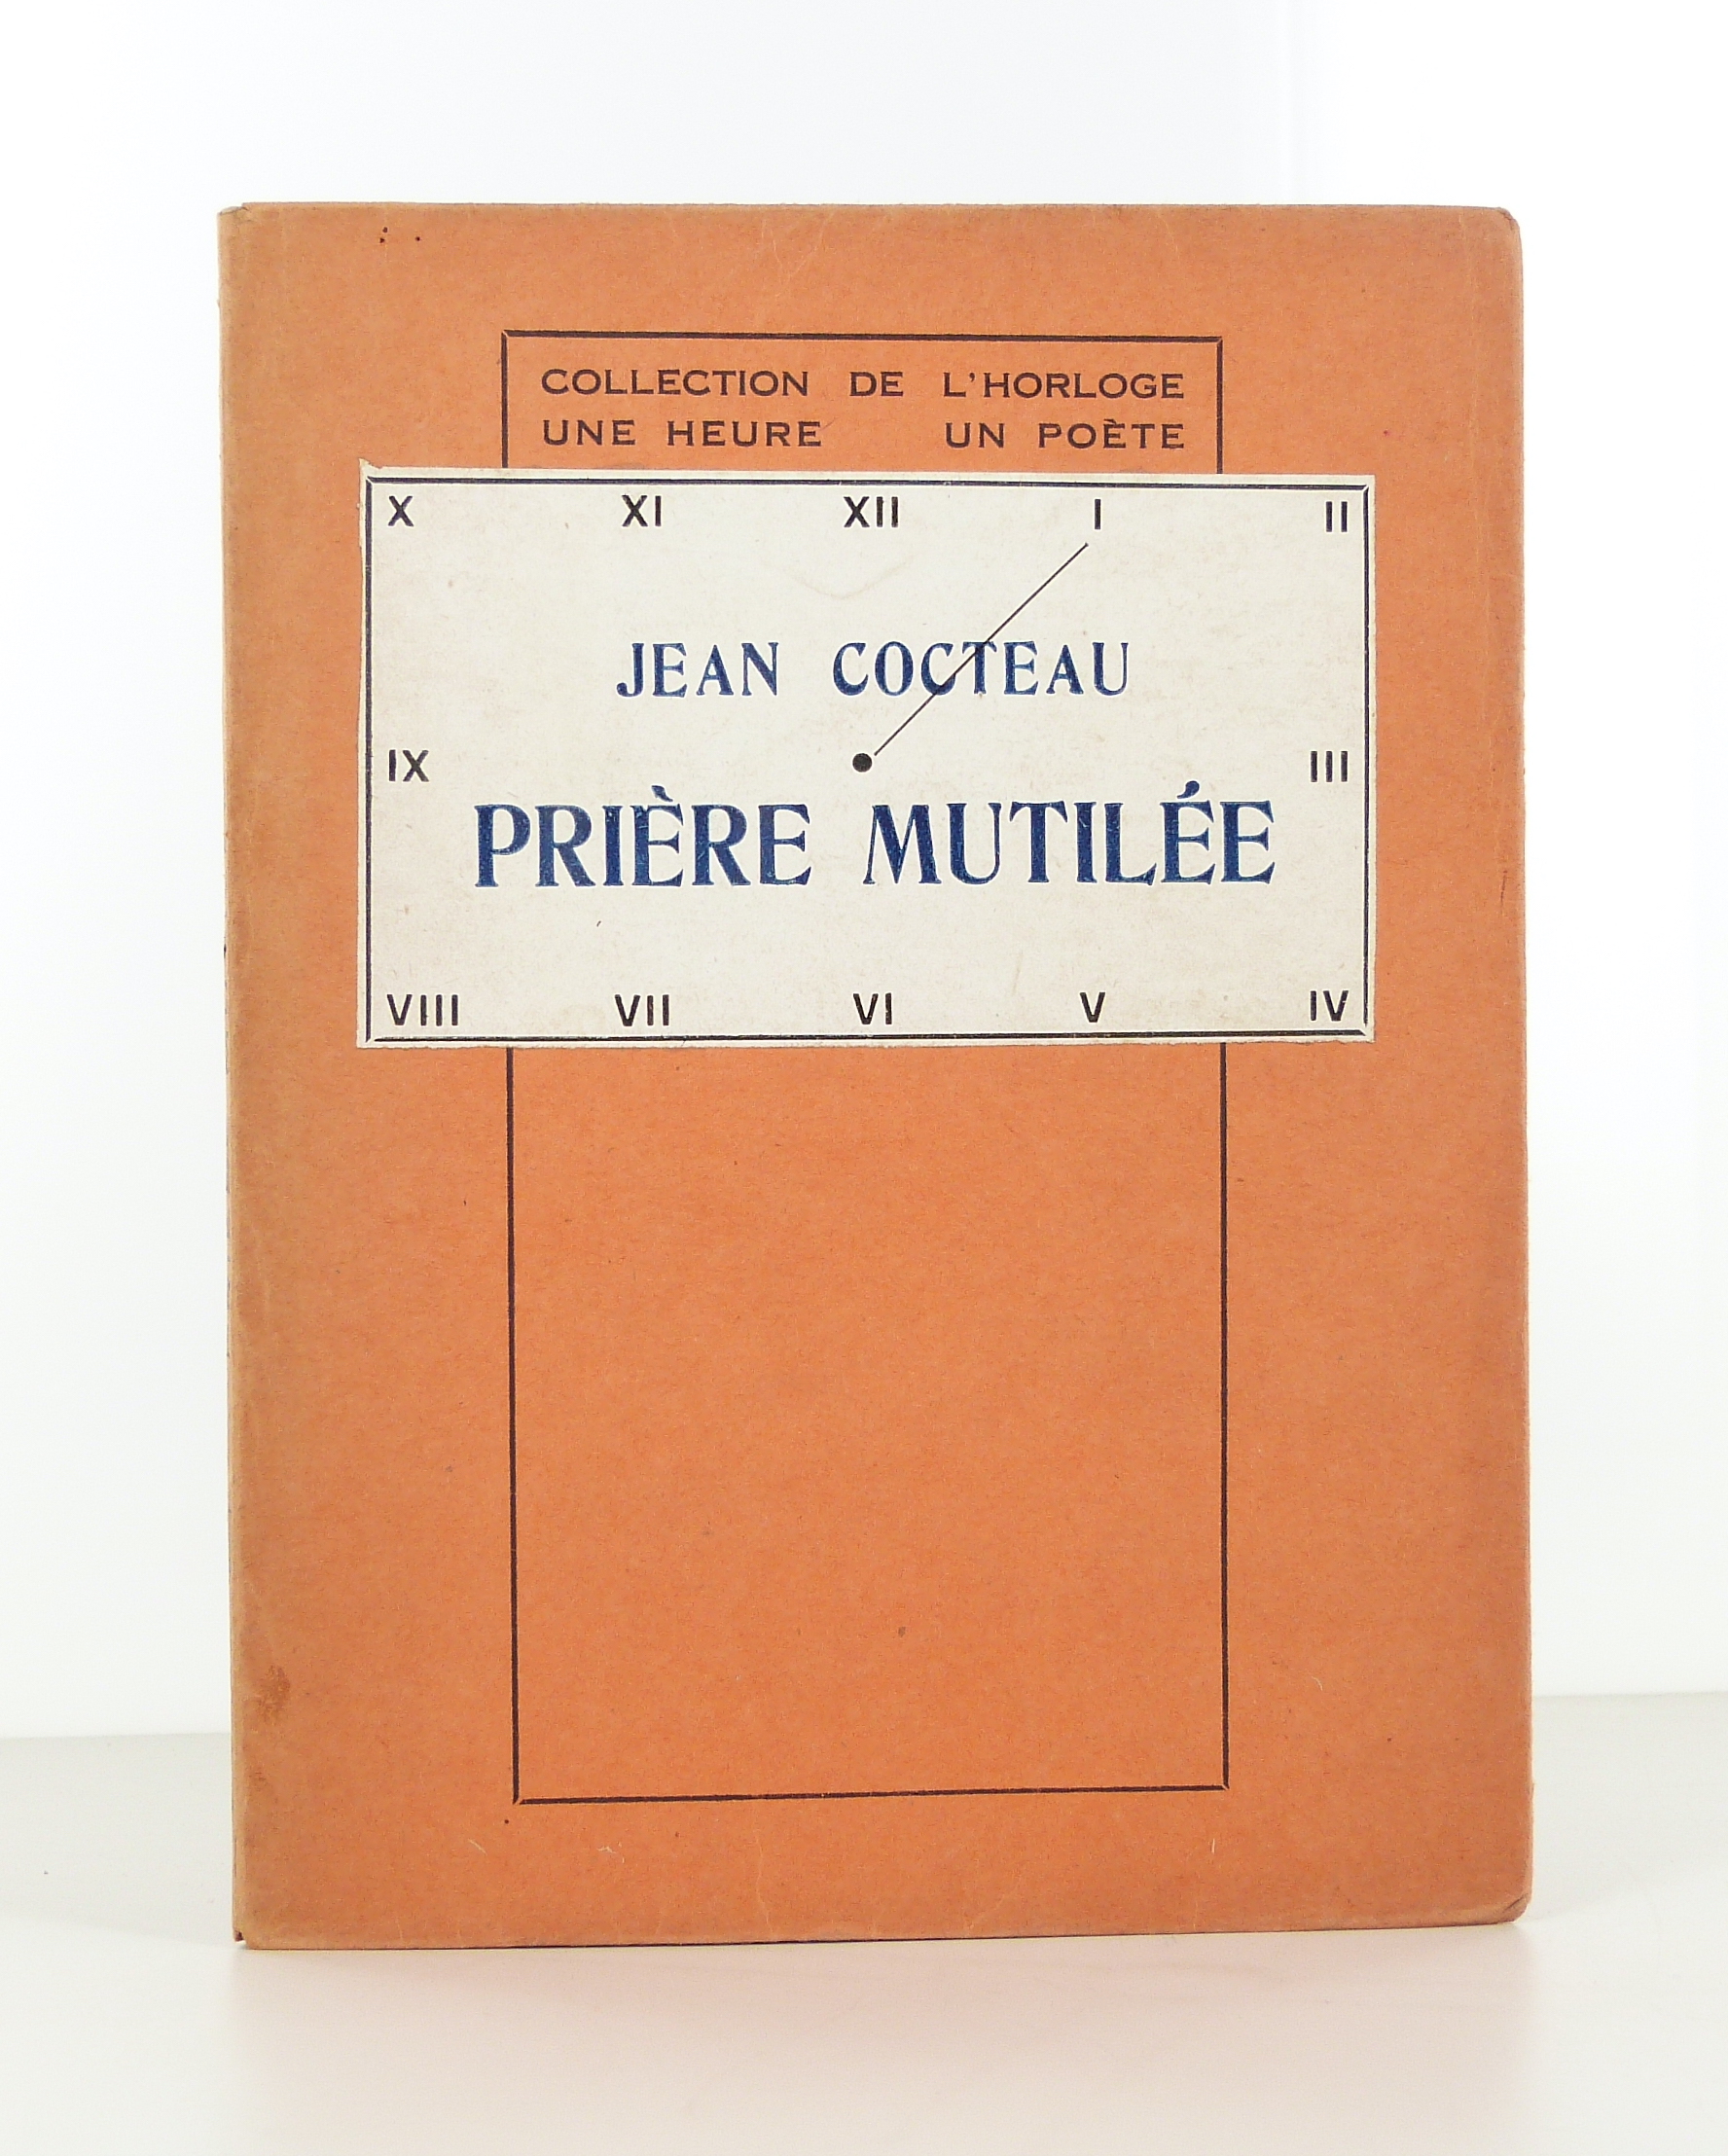 COLLECTION DE L'HORLOGE
UNE HEURE UN POÈTE
X XI XII I II
JEAN COCTEAU
IX III
PRIÈRE MUTILÉE
VIII VII VI V IV